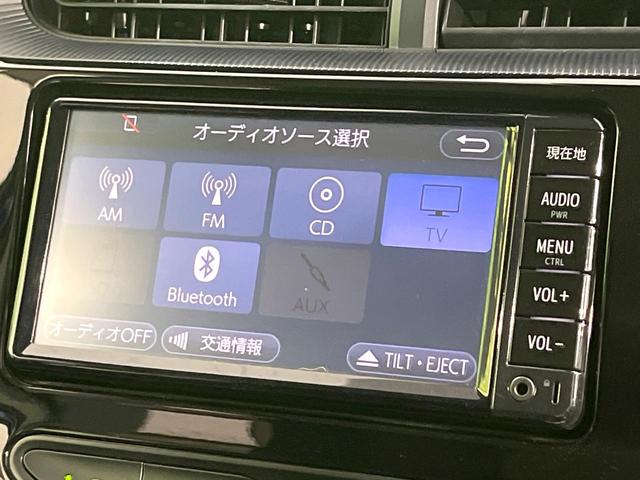 オーディオソース選択
現在地
AM
FM
CD
TV
AUDIO
PWR
MENU
CTRL
Bluetooth
AUX
VOL+
オーディオOFF
交通情報
TILT・EJECT
VOL-